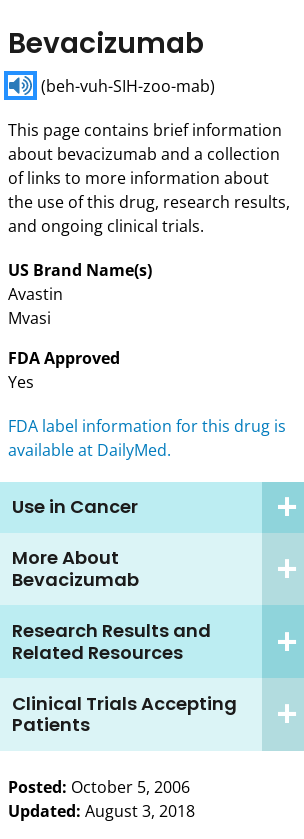 Bevacizumab
(beh-vuh-SIH-zoo-mab)
This page contains brief information
about bevacizumab and a collection
of links to more information about
the use of this drug, research results,
and ongoing clinical trials.
US Brand Name(s)
Avastin
Mvasi
FDA Approved
Yes
FDA label information for this drug is
available at DailyMed.
Use in Cancer
More About
Bevacizumab
Research Results and
Related Resources
Clinical Trials Accepting
Patients
Posted: October 5, 2006
Updated: August 3, 2018